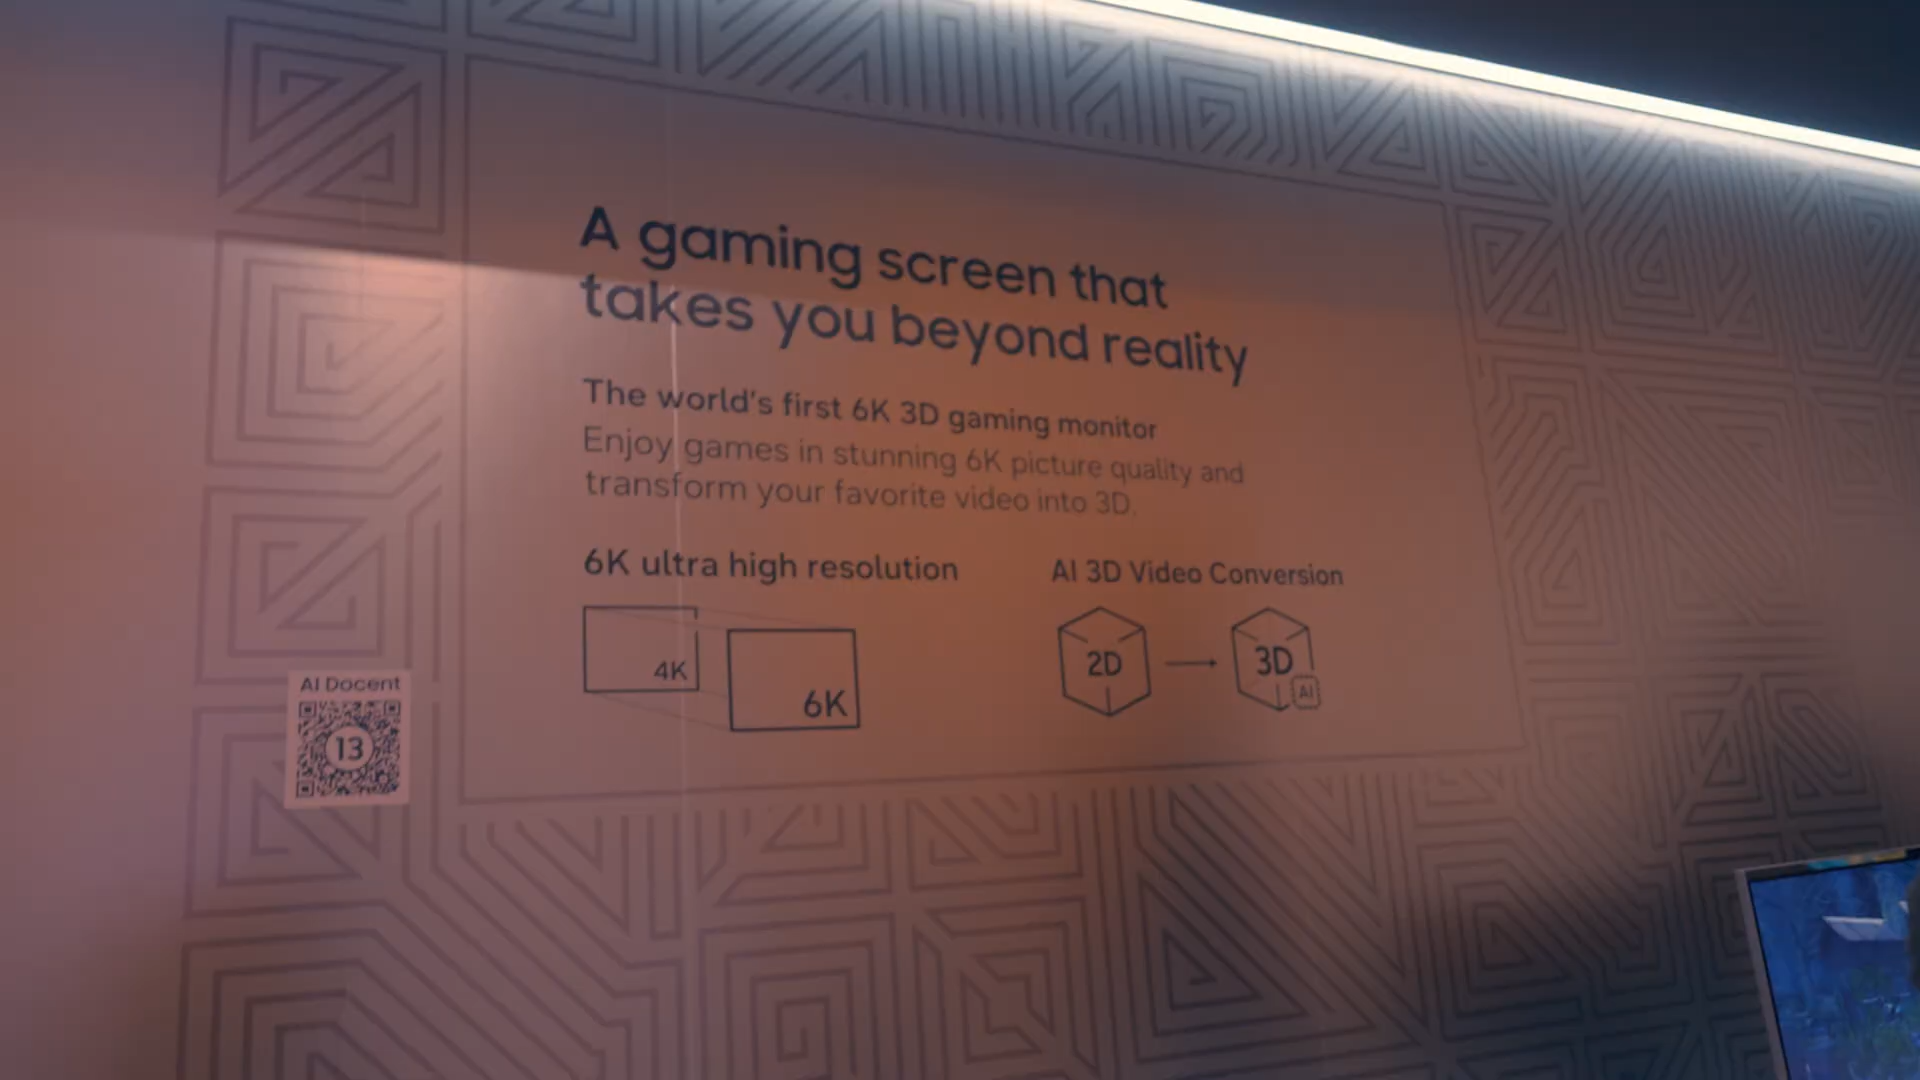 A gaming screen that
takes you beyond reality
The world's first 6K 3D gaming monitor
Enjoy games in stunning 6K picture quality and
transform your favorite video into 3D.
6K ultra high resolution
4K
6K
AI 3D Video Conversion
2D
3D
AI
AI Docent
13